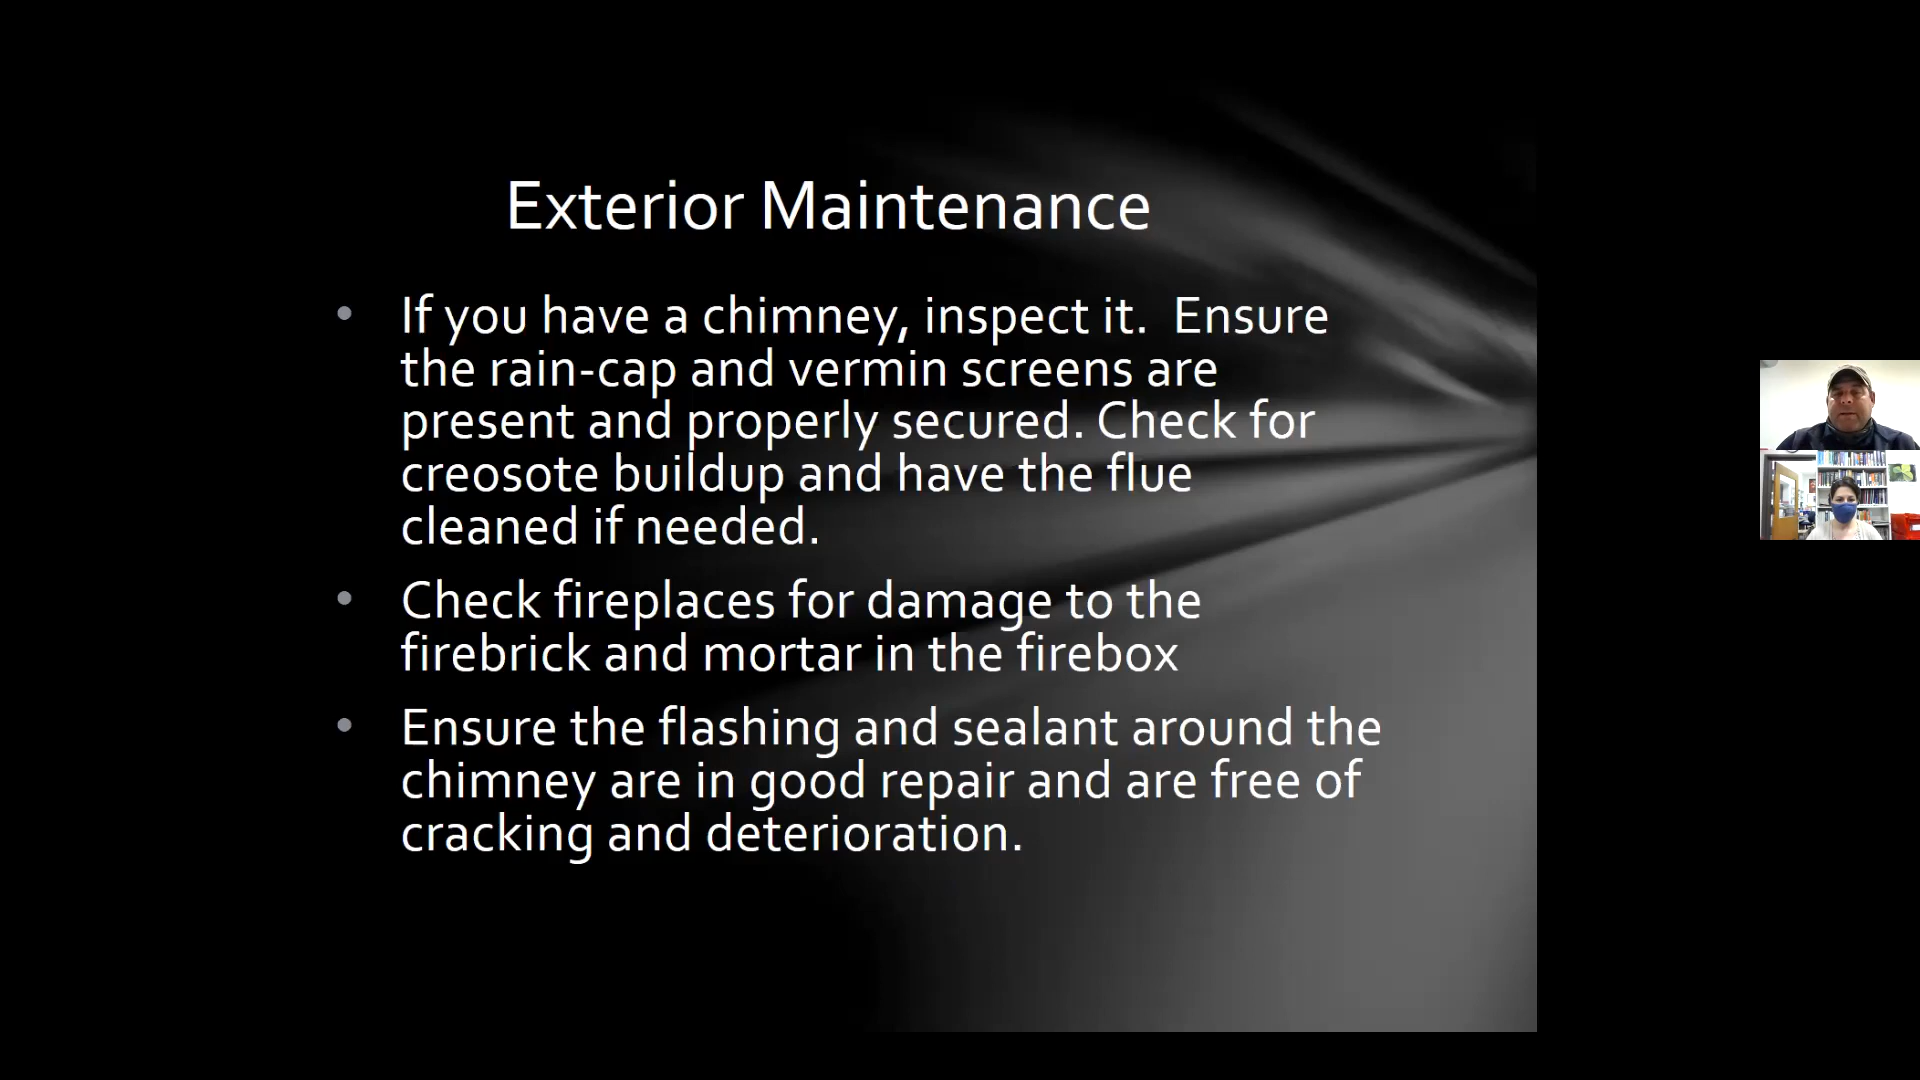 Exterior Maintenance
• If you have a chimney, inspect it.  Ensure
the rain-cap and vermin screens are
present and properly secured. Check for
creosote buildup and have the flue
cleaned if needed.
• Check fireplaces for damage to the
firebrick and mortar in the firebox
• Ensure the flashing and sealant around the
chimney are in good repair and are free of
cracking and deterioration.